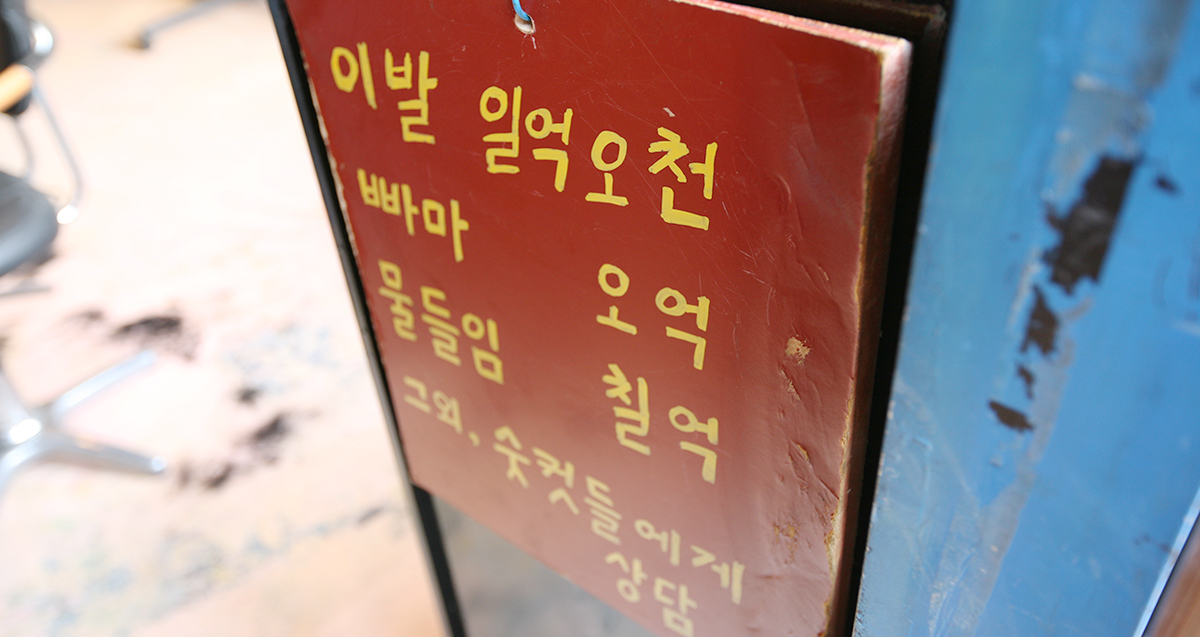 이발 일억오천
빠마 오억
물들임 칠억
그외, 숏컷들에게
상담